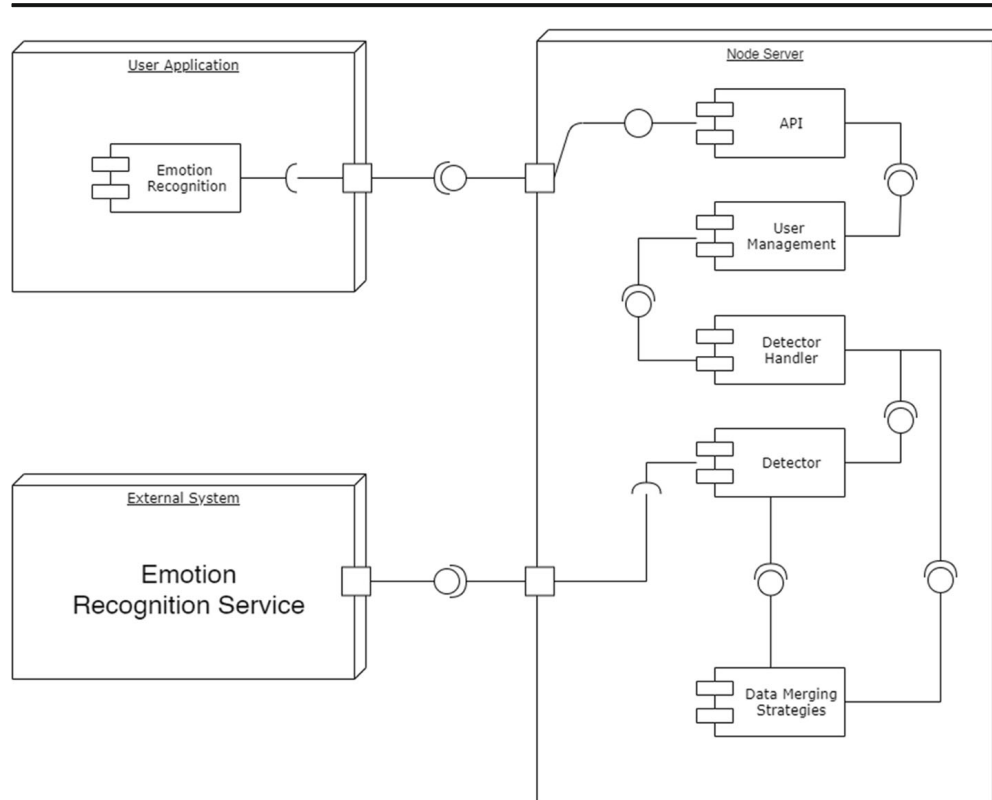 User Application
Emotion
Recognition
Node Server
API
User
Management
Detector
Handler
Detector
Data Merging
Strategies
External System
Emotion
Recognition Service